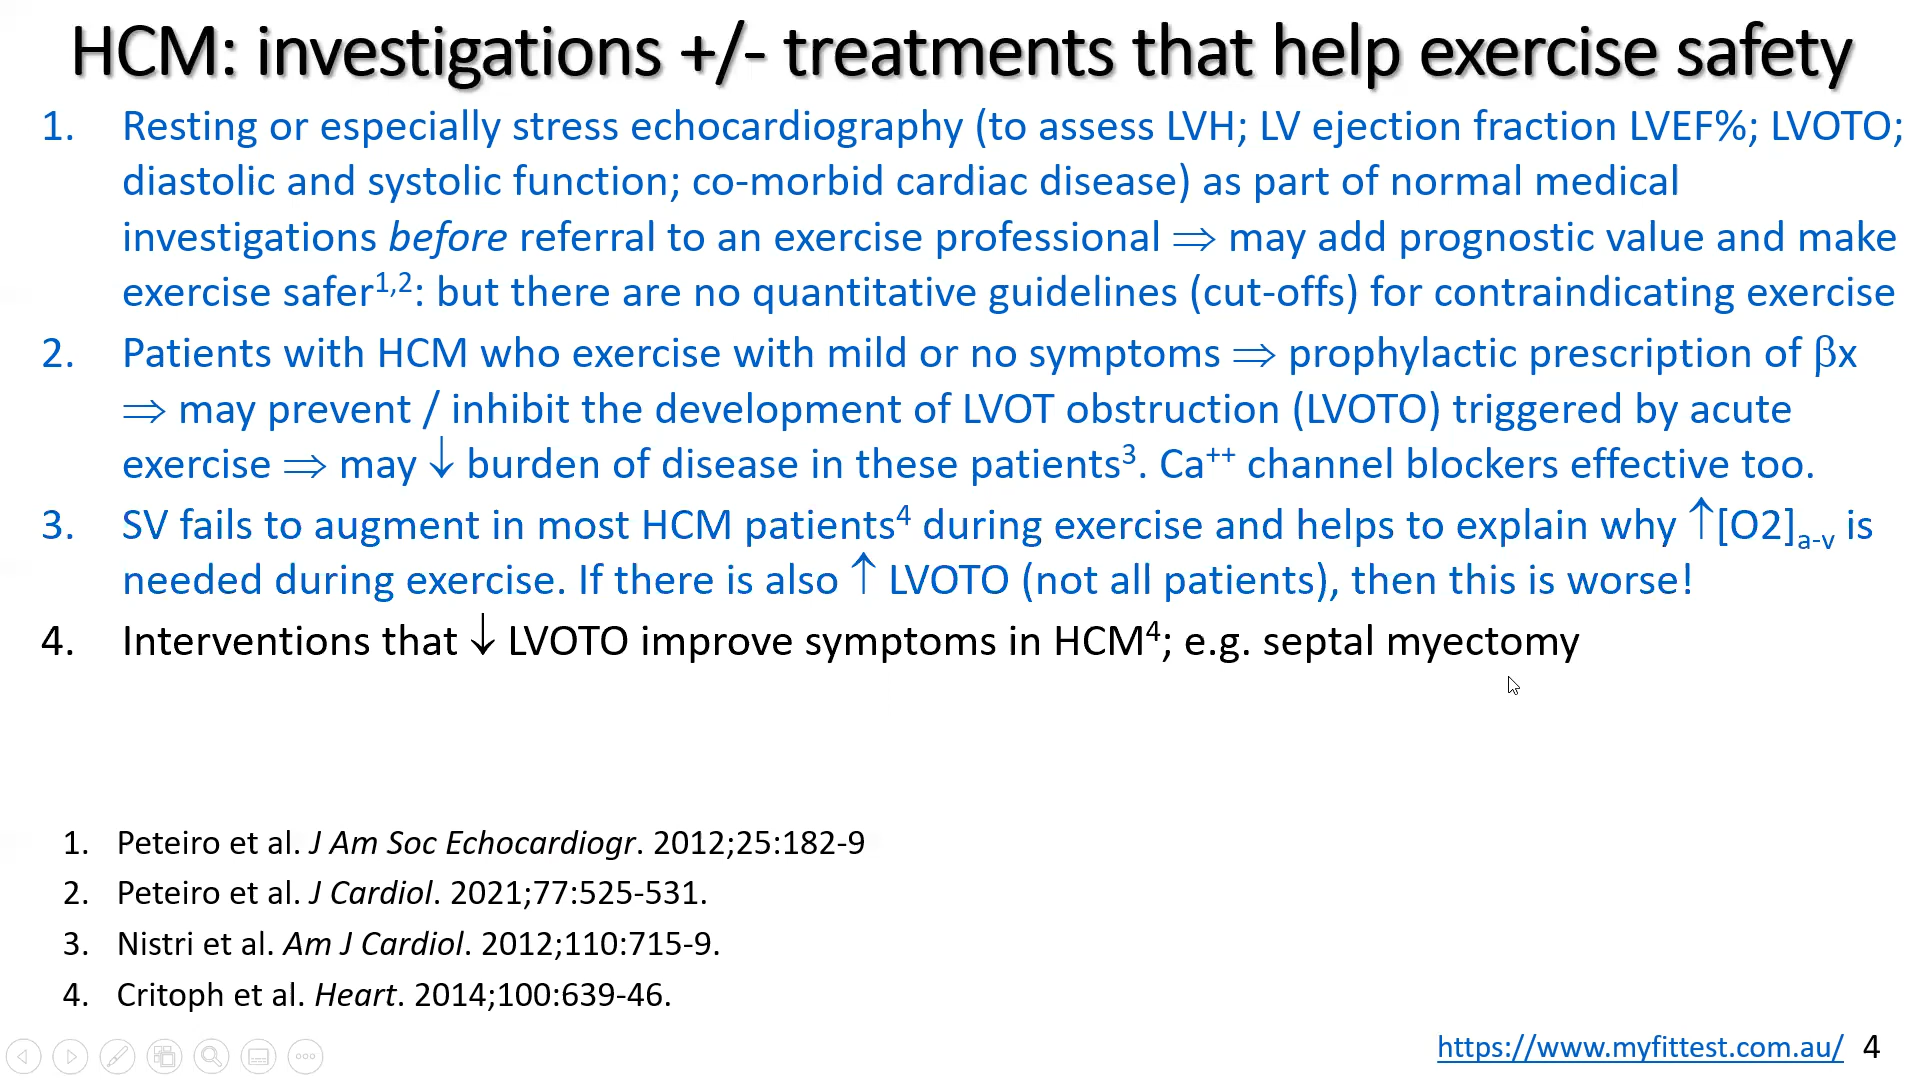 HCM: investigations +/- treatments that help exercise safety
1. Resting or especially stress echocardiography (to assess LVH; LV ejection fraction LVEF%; LVOTO;
diastolic and systolic function; co-morbid cardiac disease) as part of normal medical
investigations before referral to an exercise professional ⇒ may add prognostic value and make
exercise safer1,2: but there are no quantitative guidelines (cut-offs) for contraindicating exercise
2. Patients with HCM who exercise with mild or no symptoms ⇒ prophylactic prescription of βx
⇒ may prevent / inhibit the development of LVOT obstruction (LVOTO) triggered by acute
exercise ⇒ may ↓ burden of disease in these patients3. Ca++ channel blockers effective too.
3. SV fails to augment in most HCM patients4 during exercise and helps to explain why ↑[O2]a-v is
needed during exercise. If there is also ↑ LVOTO (not all patients), then this is worse!
4. Interventions that ↓ LVOTO improve symptoms in HCM4; e.g. septal myectomy
1. Peteiro et al. J Am Soc Echocardiogr. 2012;25:182-9
2. Peteiro et al. J Cardiol. 2021;77:525-531.
3. Nistri et al. Am J Cardiol. 2012;110:715-9.
4. Critoph et al. Heart. 2014;100:639-46.
https://www.myfittest.com.au/ 4